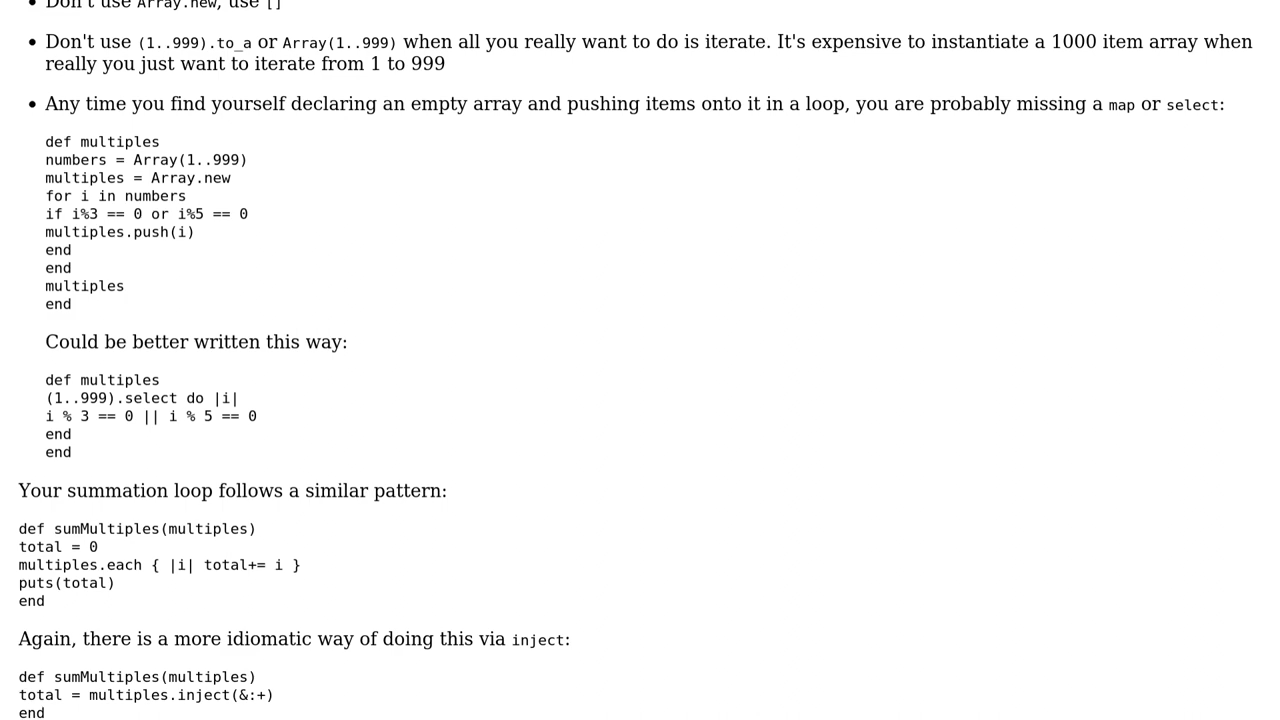 Don't use Array.new, use []
Don't use (1..999).to_a or Array(1..999) when all you really want to do is iterate. It's expensive to instantiate a 1000 item array when
really you just want to iterate from 1 to 999
Any time you find yourself declaring an empty array and pushing items onto it in a loop, you are probably missing a map or select:
def multiples
numbers = Array(1..999)
multiples = Array.new
for i in numbers
if i%3 == 0 or i%5 == 0
multiples.push(i)
end
end
multiples
end
Could be better written this way:
def multiples
(1..999).select do |i|
i % 3 == 0 || i % 5 == 0
end
end
Your summation loop follows a similar pattern:
def sumMultiples(multiples)
total = 0
multiples.each { |i| total+= i }
puts(total)
end
Again, there is a more idiomatic way of doing this via inject:
def sumMultiples(multiples)
total = multiples.inject(&:+)
end